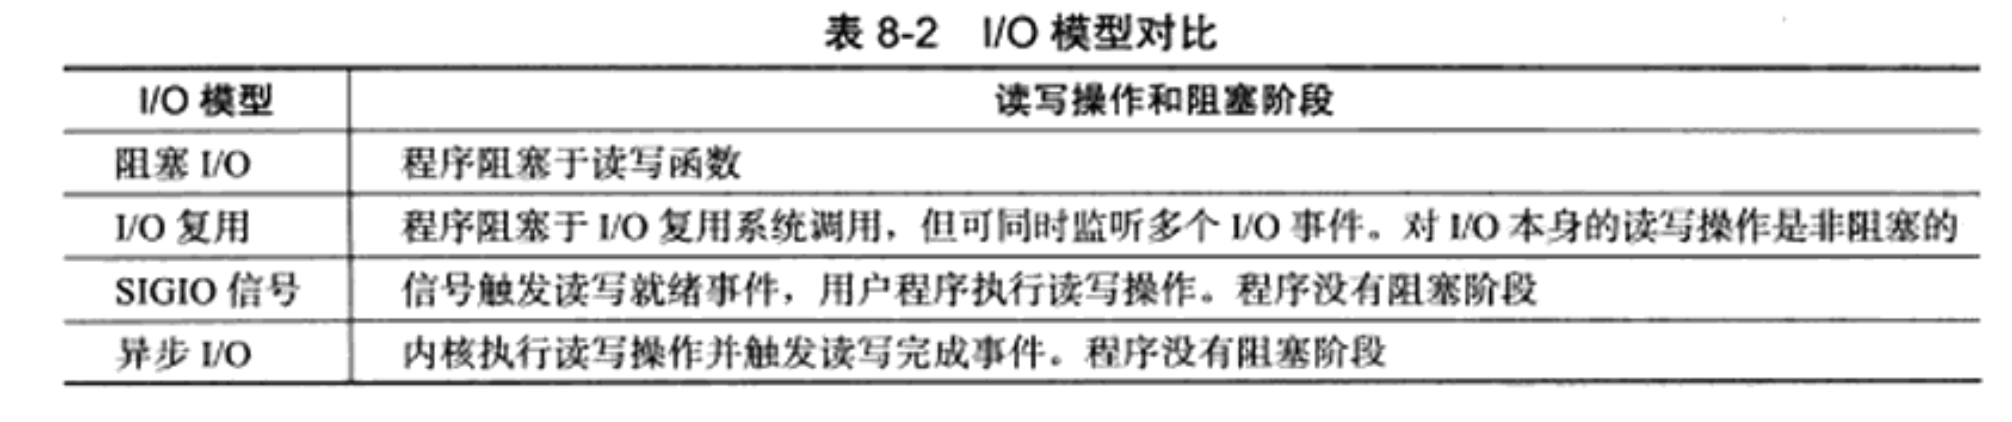 表 8-2 I/O 模型对比
I/O 模型 读写操作和阻塞阶段
阻塞 I/O 程序阻塞于读写函数
I/O 复用 程序阻塞于 I/O 复用系统调用，但可同时监听多个 I/O 事件。对 I/O 本身的读写操作是非阻塞的
SIGIO 信号 信号触发读写就绪事件，用户程序执行读写操作。程序没有阻塞阶段
异步 I/O 内核执行读写操作并触发读写完成事件。程序没有阻塞阶段